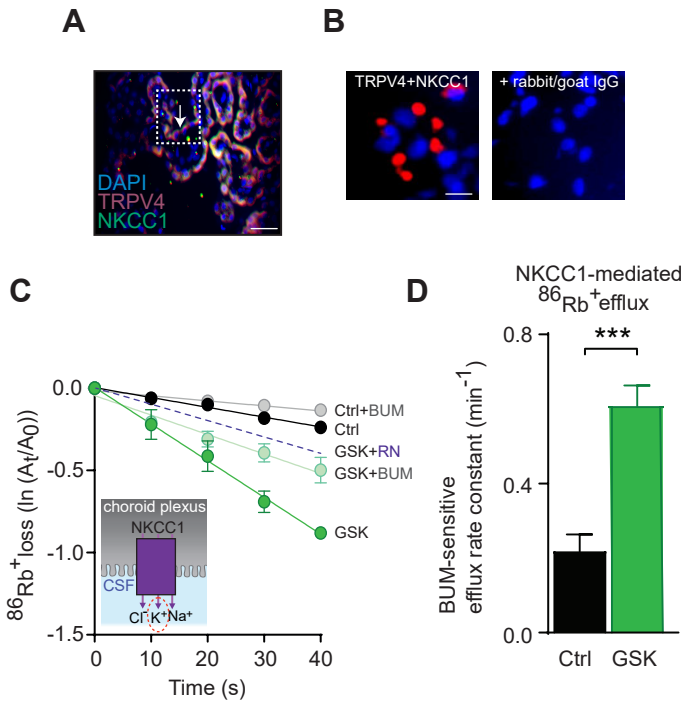 A
DAPI
TRPV4
NKCC1
B
TRPV4+NKCC1
+ rabbit/goat IgG
C
⁸⁶Rb⁺loss (ln (Aₜ/A₀))
0.0
-0.5
-1.0
-1.5
Ctrl+BUM
Ctrl
GSK+RN
GSK+BUM
GSK
choroid plexus
NKCC1
CSF
Cl⁻ K⁺ Na⁺
0 10 20 30 40
Time (s)
D
NKCC1-mediated
⁸⁶Rb⁺efflux
***
BUM-sensitive
efflux rate constant (min⁻¹)
0.8
0.4
0.0
Ctrl GSK